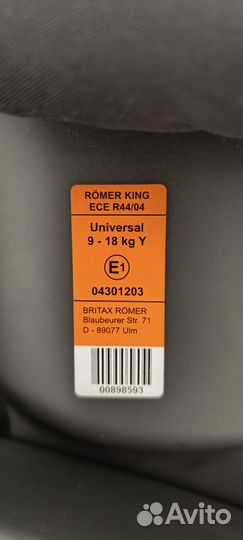 RÖMER KING
ECE R44/04
Universal
9 - 18 kg Y
E1
04301203
BRITAX RÖMER
Blaubeurer Str. 71
D - 89077 Ulm
00898593
Avito